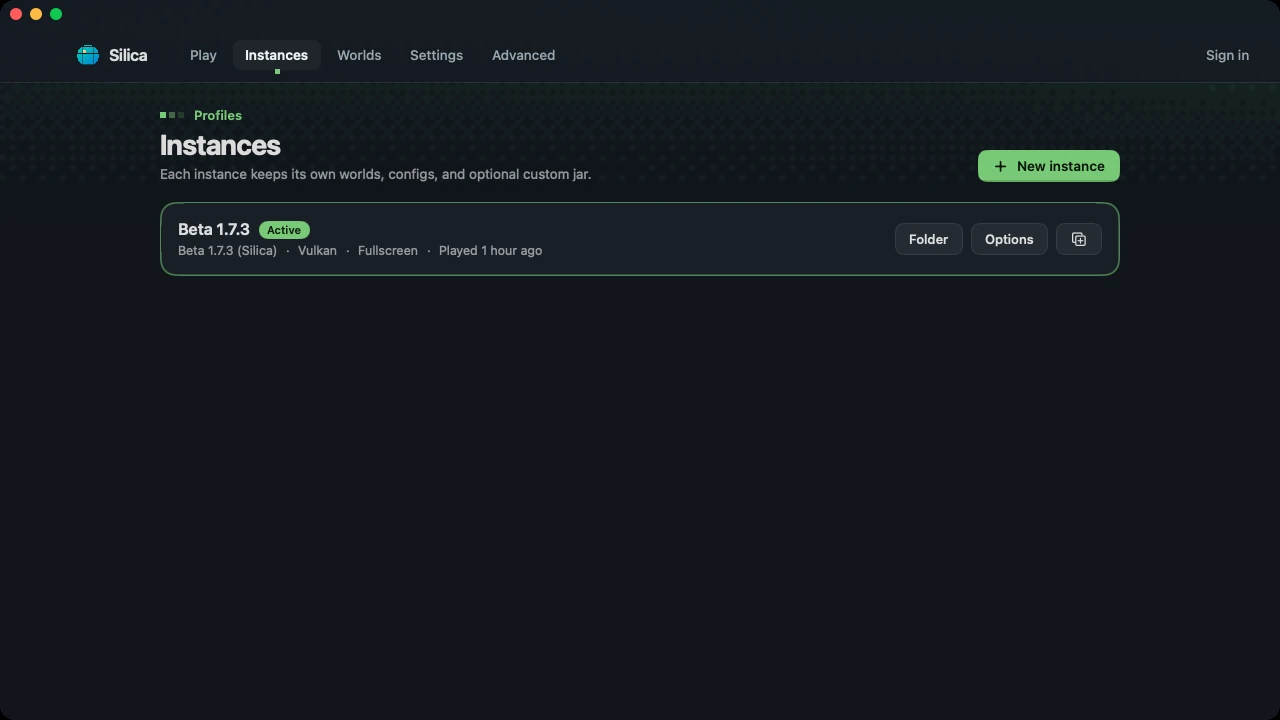 Silica Play Instances Worlds Settings Advanced Sign in
Profiles
Instances
Each instance keeps its own worlds, configs, and optional custom jar.
+ New instance
Beta 1.7.3 Active
Beta 1.7.3 (Silica) · Vulkan · Fullscreen · Played 1 hour ago
Folder Options